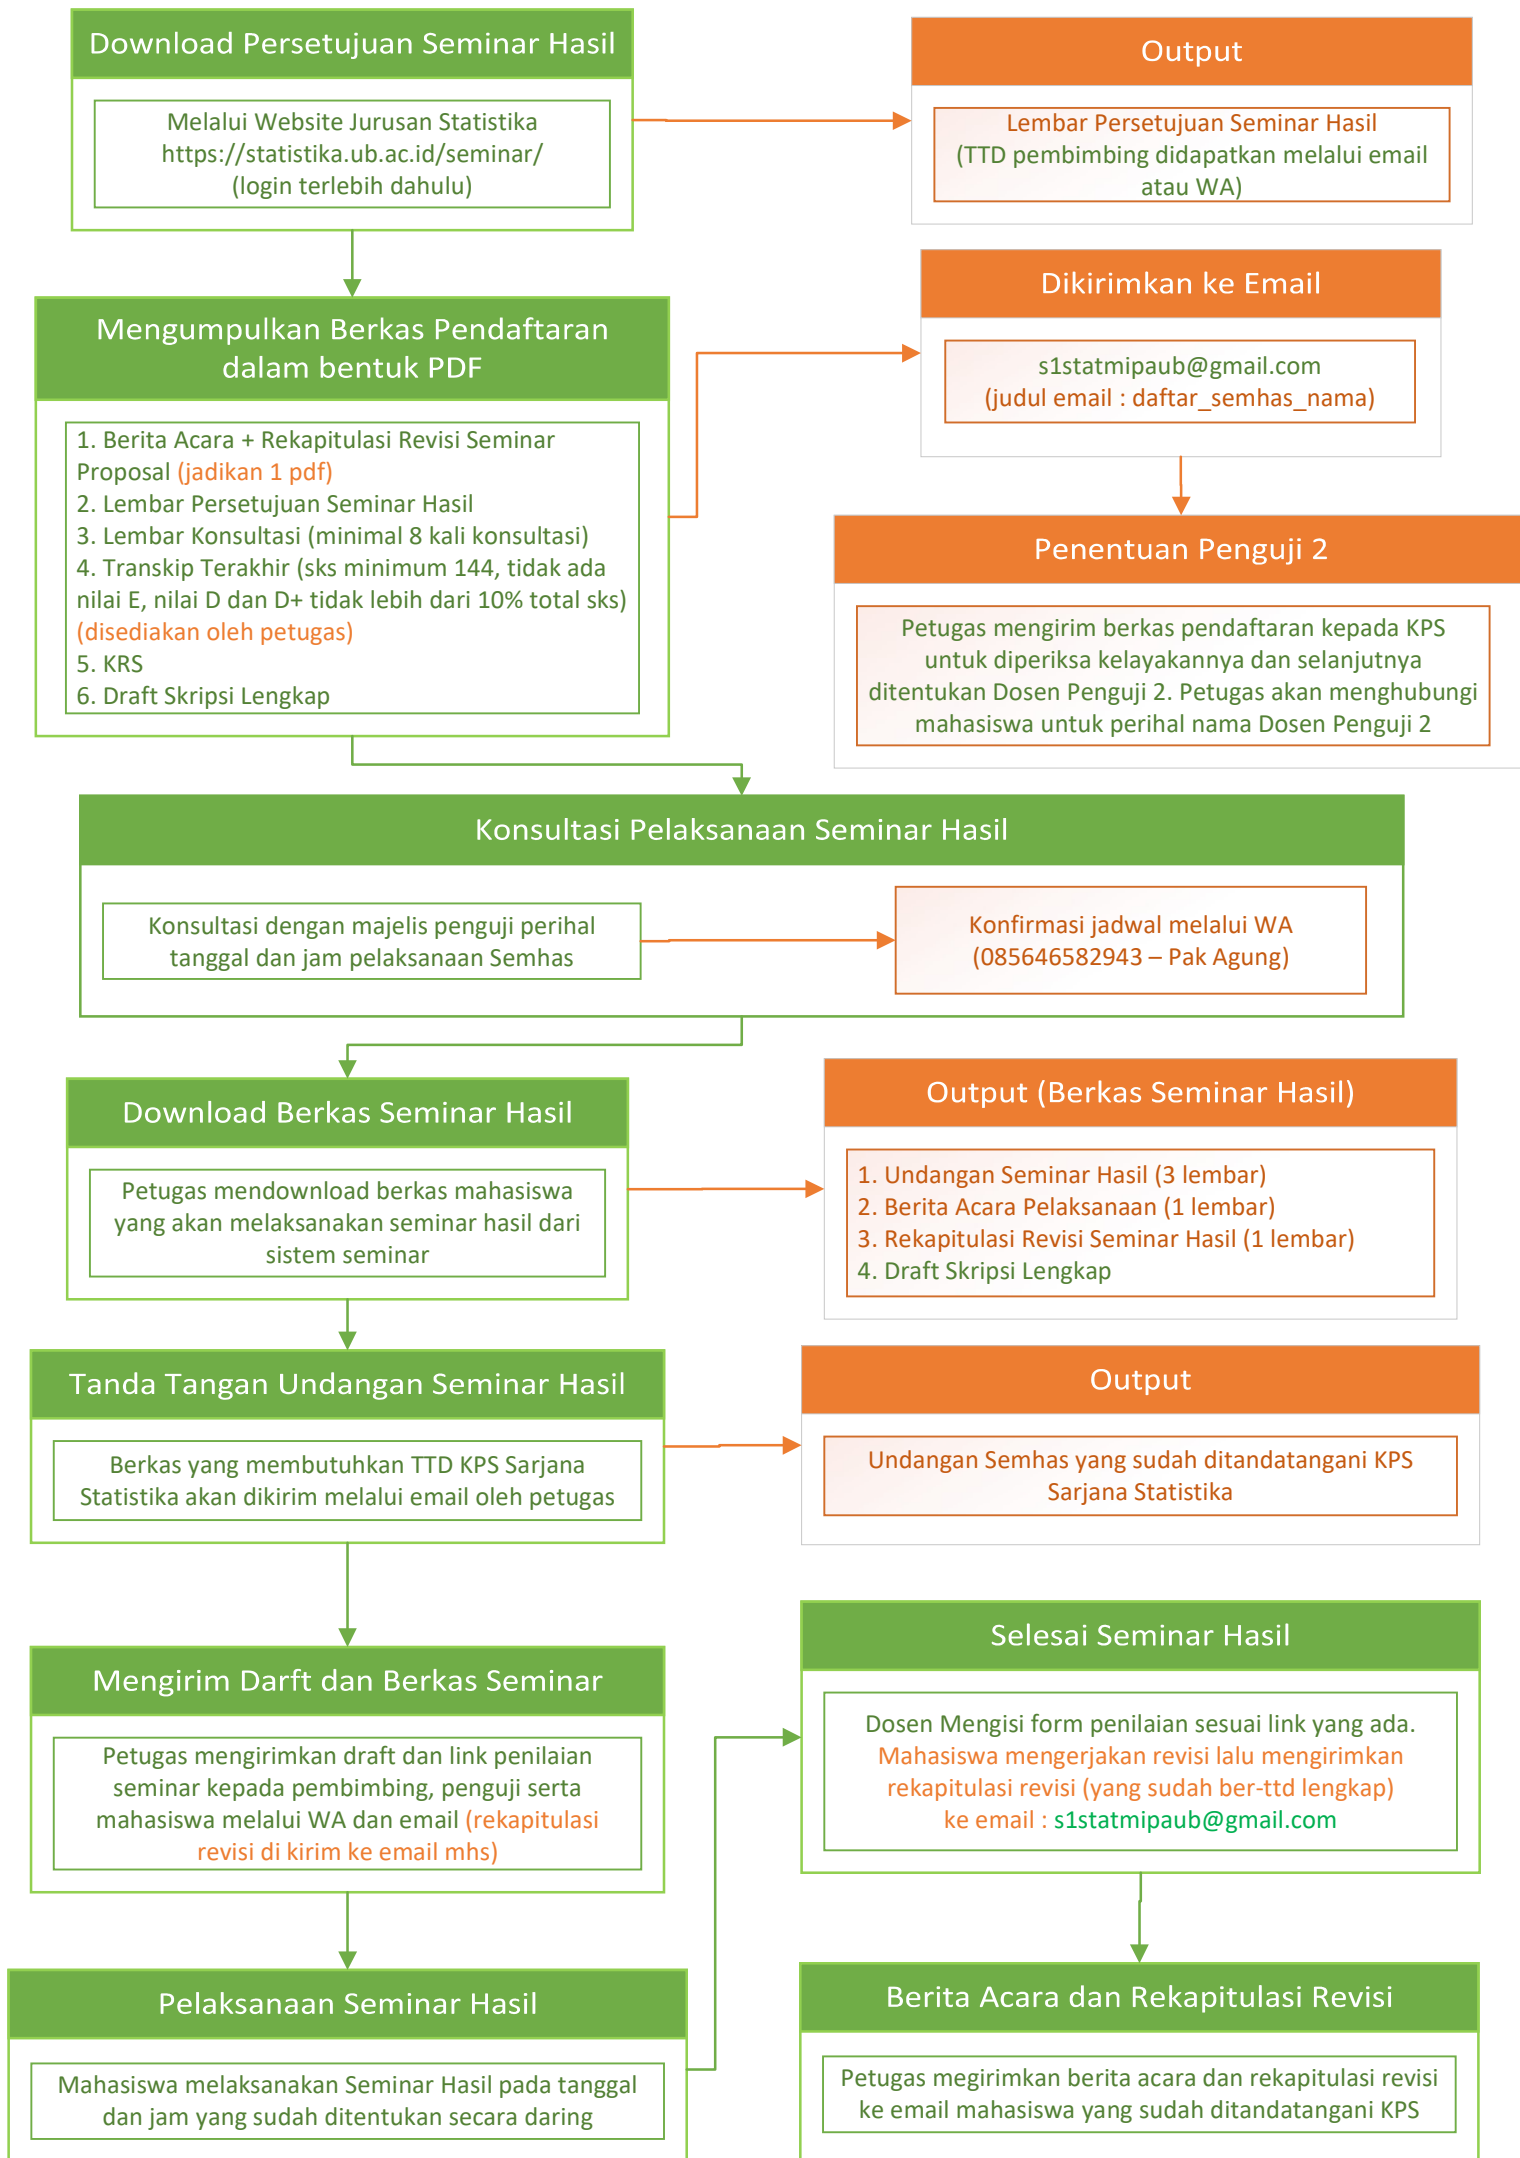 Download Persetujuan Seminar Hasil
Melalui Website Jurusan Statistika
https://statistika.ub.ac.id/seminar/
(login terlebih dahulu)
Output
Lembar Persetujuan Seminar Hasil
(TTD pembimbing didapatkan melalui email
atau WA)
Mengumpulkan Berkas Pendaftaran
dalam bentuk PDF
1. Berita Acara + Rekapitulasi Revisi Seminar
Proposal (jadikan 1 pdf)
2. Lembar Persetujuan Seminar Hasil
3. Lembar Konsultasi (minimal 8 kali konsultasi)
4. Transkip Terakhir (sks minimum 144, tidak ada
nilai E, nilai D dan D+ tidak lebih dari 10% total sks)
(disediakan oleh petugas)
5. KRS
6. Draft Skripsi Lengkap
Dikirimkan ke Email
s1statmipaub@gmail.com
(judul email : daftar_semhas_nama)
Penentuan Penguji 2
Petugas mengirim berkas pendaftaran kepada KPS
untuk diperiksa kelayakannya dan selanjutnya
ditentukan Dosen Penguji 2. Petugas akan menghubungi
mahasiswa untuk perihal nama Dosen Penguji 2
Konsultasi Pelaksanaan Seminar Hasil
Konsultasi dengan majelis penguji perihal
tanggal dan jam pelaksanaan Semhas
Konfirmasi jadwal melalui WA
(085646582943 – Pak Agung)
Download Berkas Seminar Hasil
Petugas mendownload berkas mahasiswa
yang akan melaksanakan seminar hasil dari
sistem seminar
Output (Berkas Seminar Hasil)
1. Undangan Seminar Hasil (3 lembar)
2. Berita Acara Pelaksanaan (1 lembar)
3. Rekapitulasi Revisi Seminar Hasil (1 lembar)
4. Draft Skripsi Lengkap
Tanda Tangan Undangan Seminar Hasil
Berkas yang membutuhkan TTD KPS Sarjana
Statistika akan dikirim melalui email oleh petugas
Output
Undangan Semhas yang sudah ditandatangani KPS
Sarjana Statistika
Mengirim Darft dan Berkas Seminar
Petugas mengirimkan draft dan link penilaian
seminar kepada pembimbing, penguji serta
mahasiswa melalui WA dan email (rekapitulasi
revisi di kirim ke email mhs)
Pelaksanaan Seminar Hasil
Mahasiswa melaksanakan Seminar Hasil pada tanggal
dan jam yang sudah ditentukan secara daring
Selesai Seminar Hasil
Dosen Mengisi form penilaian sesuai link yang ada.
Mahasiswa mengerjakan revisi lalu mengirimkan
rekapitulasi revisi (yang sudah ber-ttd lengkap)
ke email : s1statmipaub@gmail.com
Berita Acara dan Rekapitulasi Revisi
Petugas megirimkan berita acara dan rekapitulasi revisi
ke email mahasiswa yang sudah ditandatangani KPS